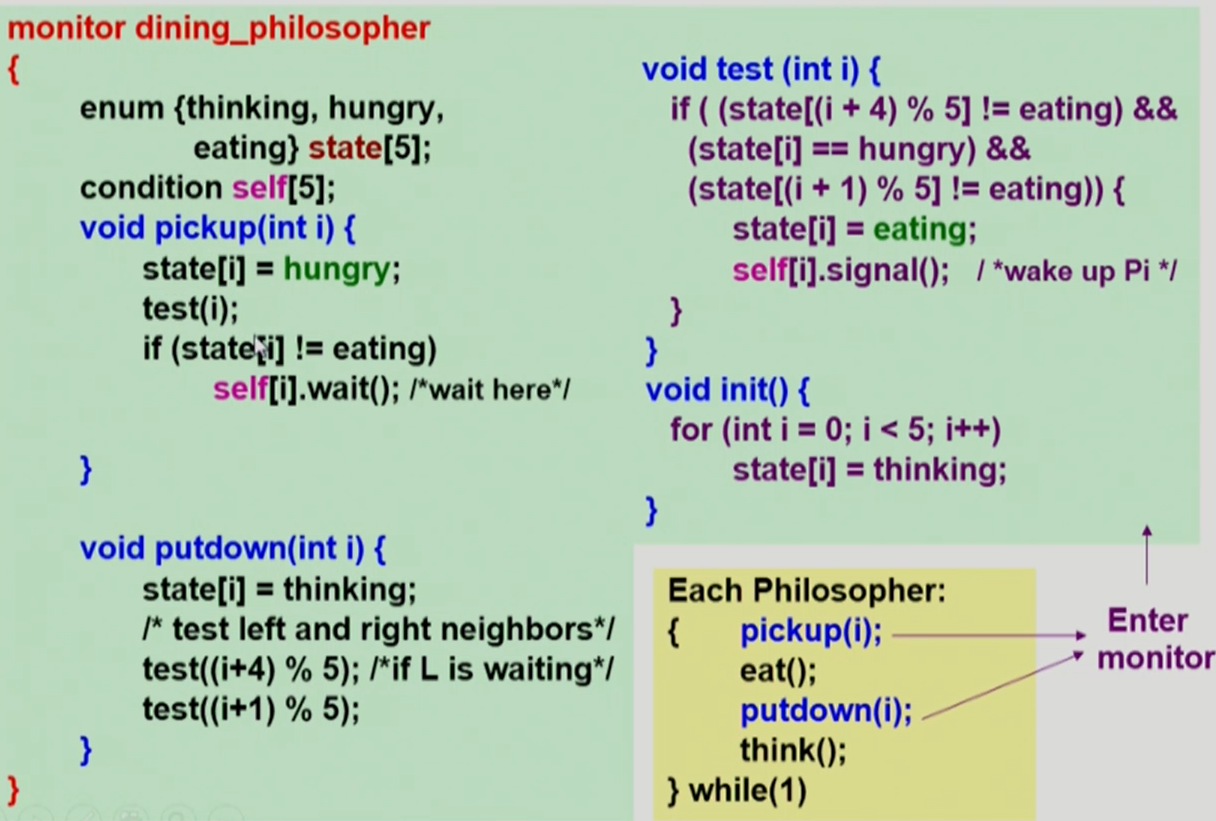 monitor dining_philosopher
{
enum {thinking, hungry,
eating} state[5];
condition self[5];
void pickup(int i) {
state[i] = hungry;
test(i);
if (state[i] != eating)
self[i].wait(); /*wait here*/
}
void putdown(int i) {
state[i] = thinking;
/* test left and right neighbors*/
test((i+4) % 5); /*if L is waiting*/
test((i+1) % 5);
}
}
void test (int i) {
if ( (state[(i + 4) % 5] != eating) &&
(state[i] == hungry) &&
(state[(i + 1) % 5] != eating)) {
state[i] = eating;
self[i].signal(); / *wake up Pi */
}
}
void init() {
for (int i = 0; i < 5; i++)
state[i] = thinking;
}
Each Philosopher:
{ pickup(i);
eat();
putdown(i);
think();
} while(1)
Enter
monitor